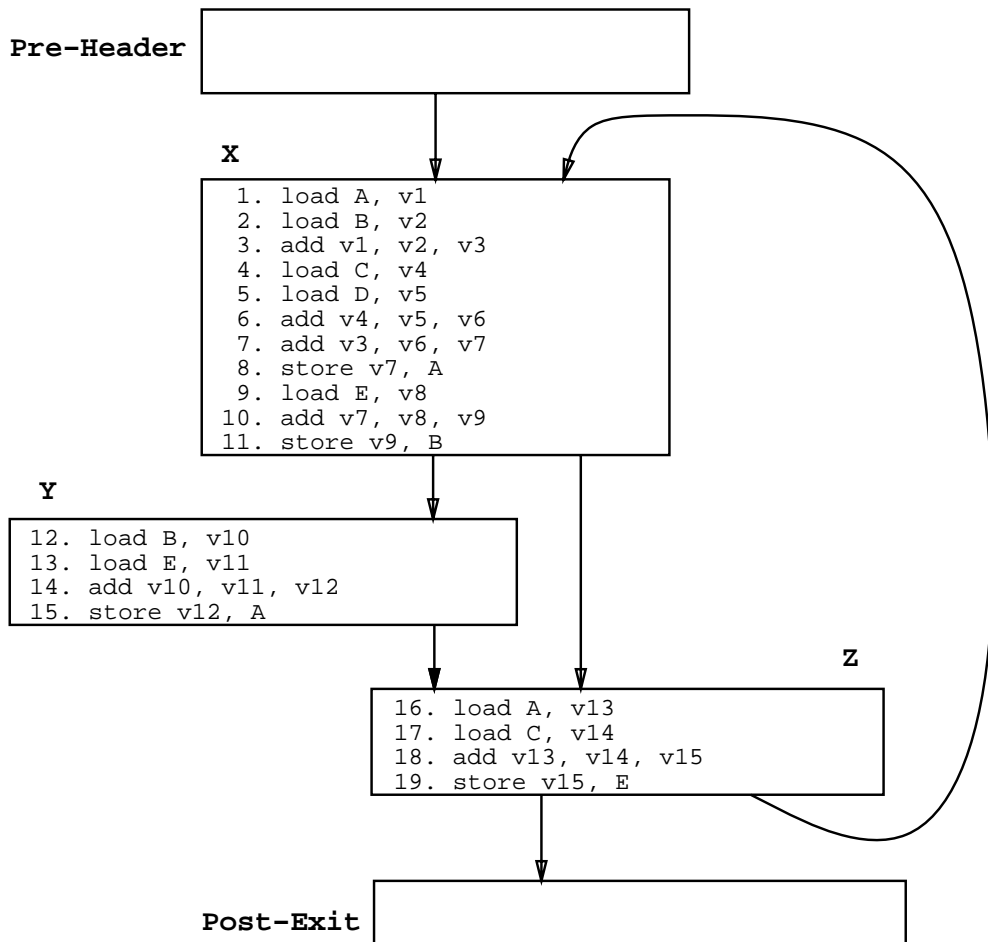 Pre-Header
X
1. load A, v1
2. load B, v2
3. add v1, v2, v3
4. load C, v4
5. load D, v5
6. add v4, v5, v6
7. add v3, v6, v7
8. store v7, A
9. load E, v8
10. add v7, v8, v9
11. store v9, B
Y
12. load B, v10
13. load E, v11
14. add v10, v11, v12
15. store v12, A
Z
16. load A, v13
17. load C, v14
18. add v13, v14, v15
19. store v15, E
Post-Exit